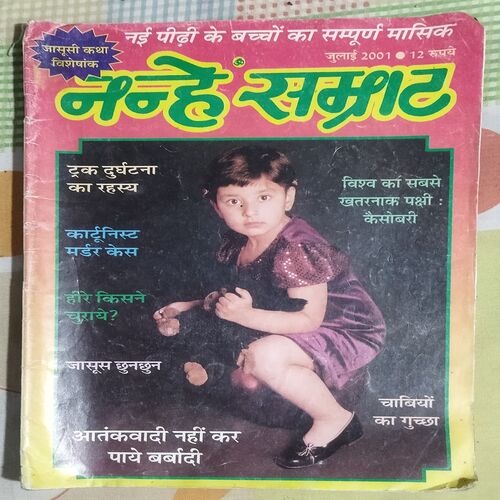 नई पीढ़ी के बच्चों का सम्पूर्ण मासिक
जासूसी कथा
विशेषांक
जुलाई 2001 ● 12 रुपये
ॐ
नन्हे सम्राट
ट्रक दुर्घटना
का रहस्य
विश्व का सबसे
खतरनाक पक्षी :
कैसोबरी
कार्टूनिस्ट
मर्डर केस
हीरे किसने
चुराये?
जासूस छुनछुन
चाबियों
का गुच्छा
आतंकवादी नहीं कर
पाये बर्बादी